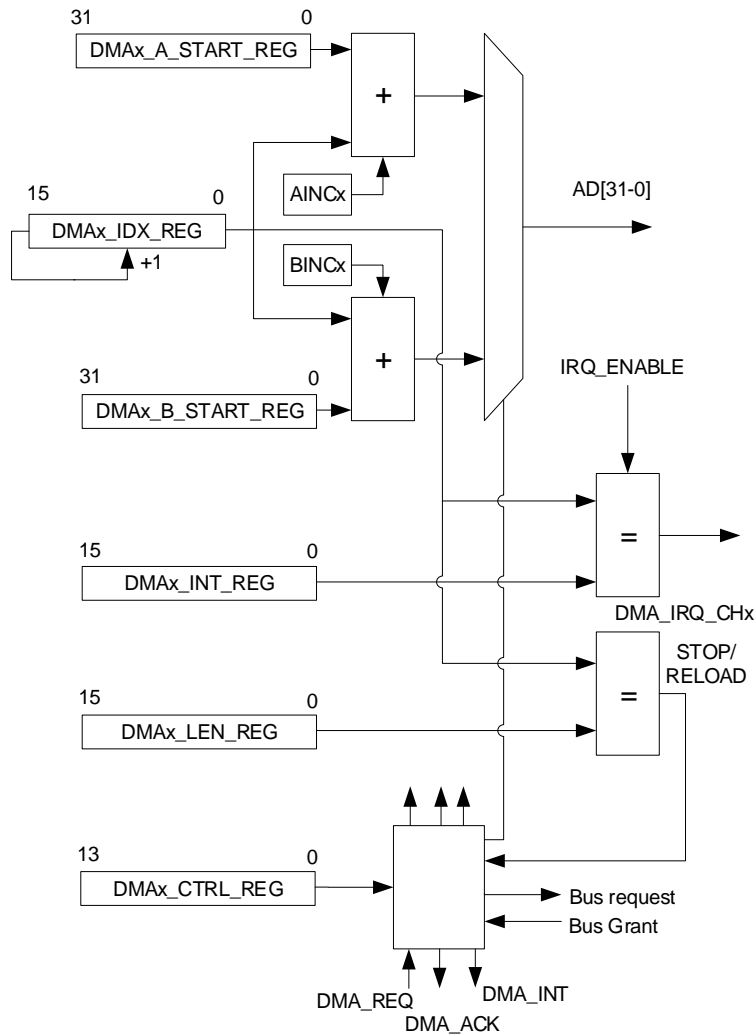 31 0
DMAx_A_START_REG
+
AINCx
15 0
DMAx_IDX_REG
+1
AD[31-0]
BINCx
+
31 0
DMAx_B_START_REG
IRQ_ENABLE
15 0
DMAx_INT_REG
=
DMA_IRQ_CHx
STOP/
RELOAD
15 0
DMAx_LEN_REG
=
13 0
DMAx_CTRL_REG
Bus request
Bus Grant
DMA_REQ
DMA_ACK
DMA_INT